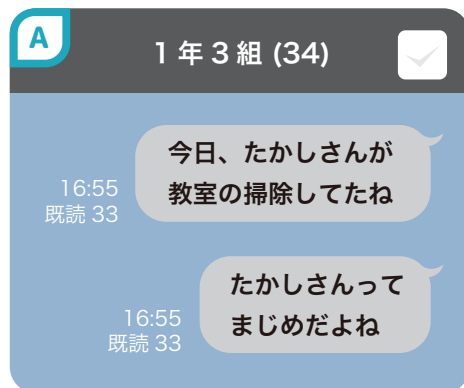 A
1年3組 (34)
今日、たかしさんが
教室の掃除してたね
16:55
既読 33
たかしさんって
まじめだよね
16:55
既読 33